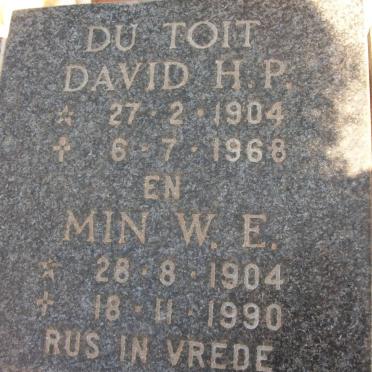 DU TOIT
DAVID H.P.
☆ 27·2·1904
✝ 6·7·1968
EN
MIN W. E.
☆ 28·8·1904
✝ 18·11·1990
RUS IN VREDE